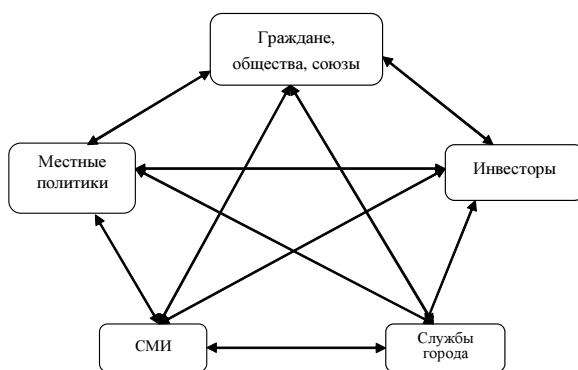 Граждане,
общества, союзы
Местные
политики
Инвесторы
СМИ
Службы
города